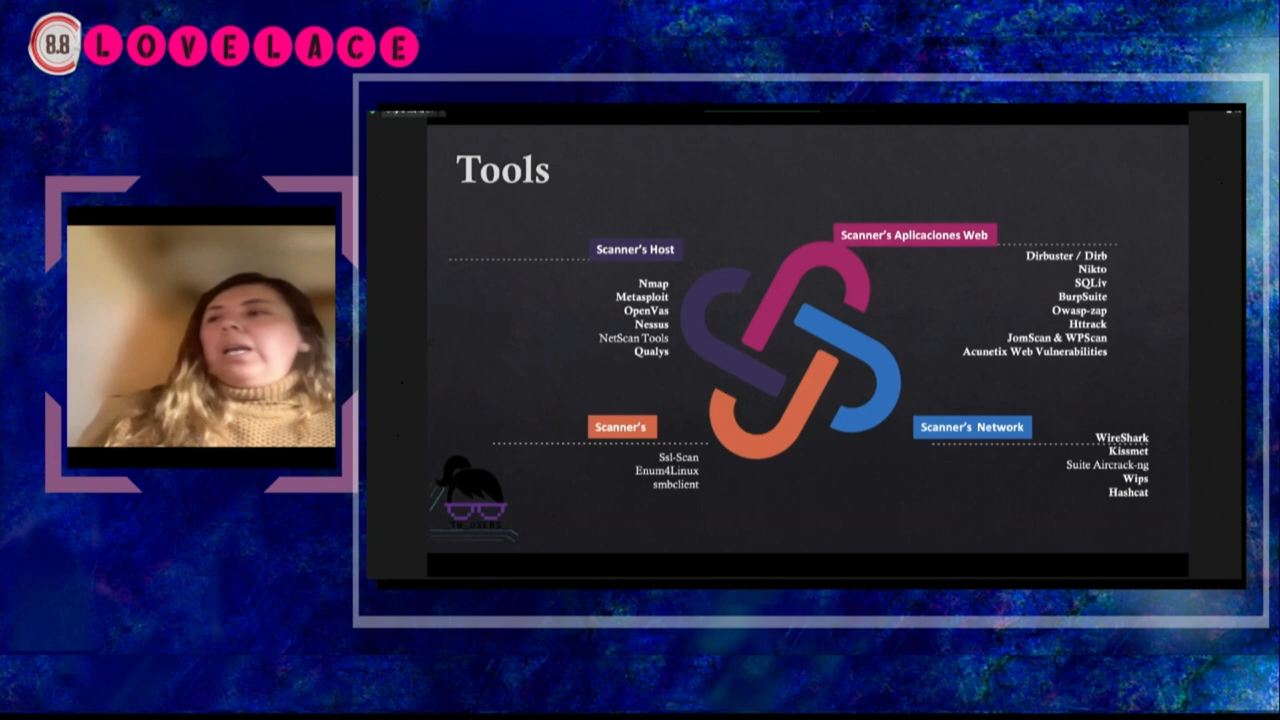 8.8 LOVELACE
Tools
Scanner's Host
Nmap
Metasploit
OpenVas
Nessus
NetScan Tools
Qualys
Scanner's Aplicaciones Web
Dirbuster / Dirb
Nikto
SQLiv
BurpSuite
Owasp-zap
Httrack
JomScan & WPScan
Acunetix Web Vulnerabilities
Scanner's
Ssl-Scan
Enum4Linux
smbclient
Scanner's Network
WireShark
Kissmet
Suite Aircrack-ng
Wips
Hashcat